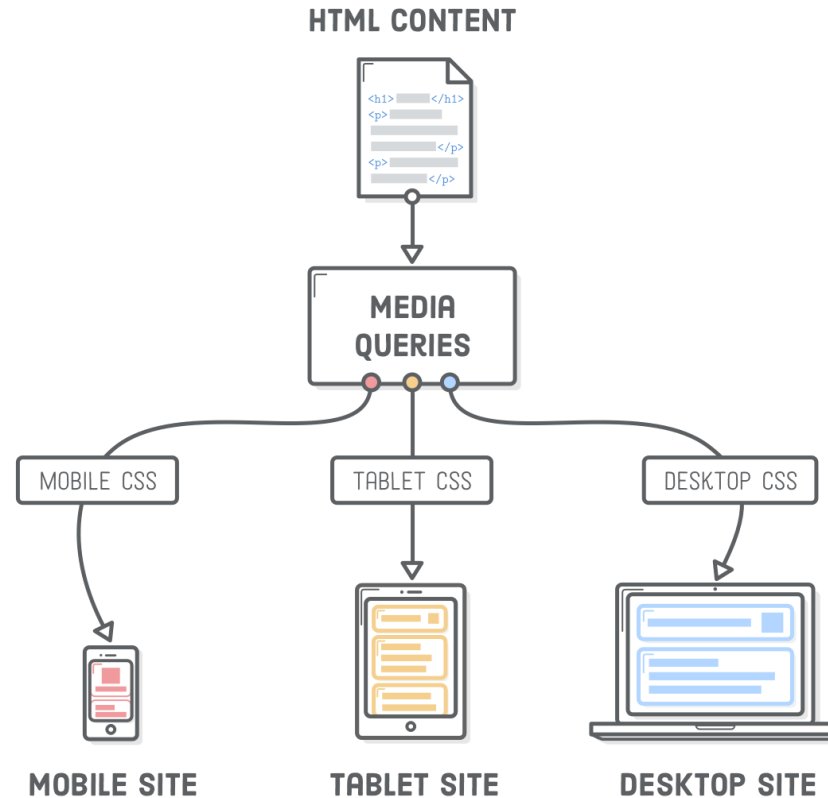 HTML CONTENT
<h1> </h1>
<p>
</p>
<p>
</p>
MEDIA
QUERIES
MOBILE CSS
TABLET CSS
DESKTOP CSS
MOBILE SITE
TABLET SITE
DESKTOP SITE